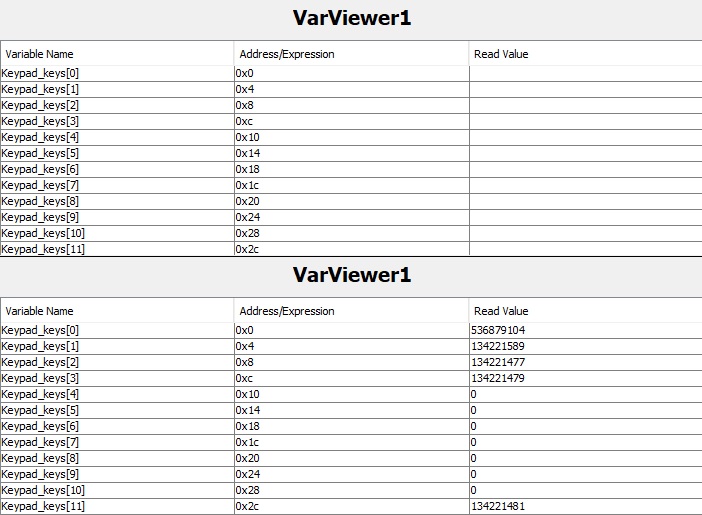 VarViewer1
Variable Name Address/Expression Read Value
Keypad_keys[0] 0x0
Keypad_keys[1] 0x4
Keypad_keys[2] 0x8
Keypad_keys[3] 0xc
Keypad_keys[4] 0x10
Keypad_keys[5] 0x14
Keypad_keys[6] 0x18
Keypad_keys[7] 0x1c
Keypad_keys[8] 0x20
Keypad_keys[9] 0x24
Keypad_keys[10] 0x28
Keypad_keys[11] 0x2c
VarViewer1
Variable Name Address/Expression Read Value
Keypad_keys[0] 0x0 536879104
Keypad_keys[1] 0x4 134221589
Keypad_keys[2] 0x8 134221477
Keypad_keys[3] 0xc 134221479
Keypad_keys[4] 0x10 0
Keypad_keys[5] 0x14 0
Keypad_keys[6] 0x18 0
Keypad_keys[7] 0x1c 0
Keypad_keys[8] 0x20 0
Keypad_keys[9] 0x24 0
Keypad_keys[10] 0x28 0
Keypad_keys[11] 0x2c 134221481